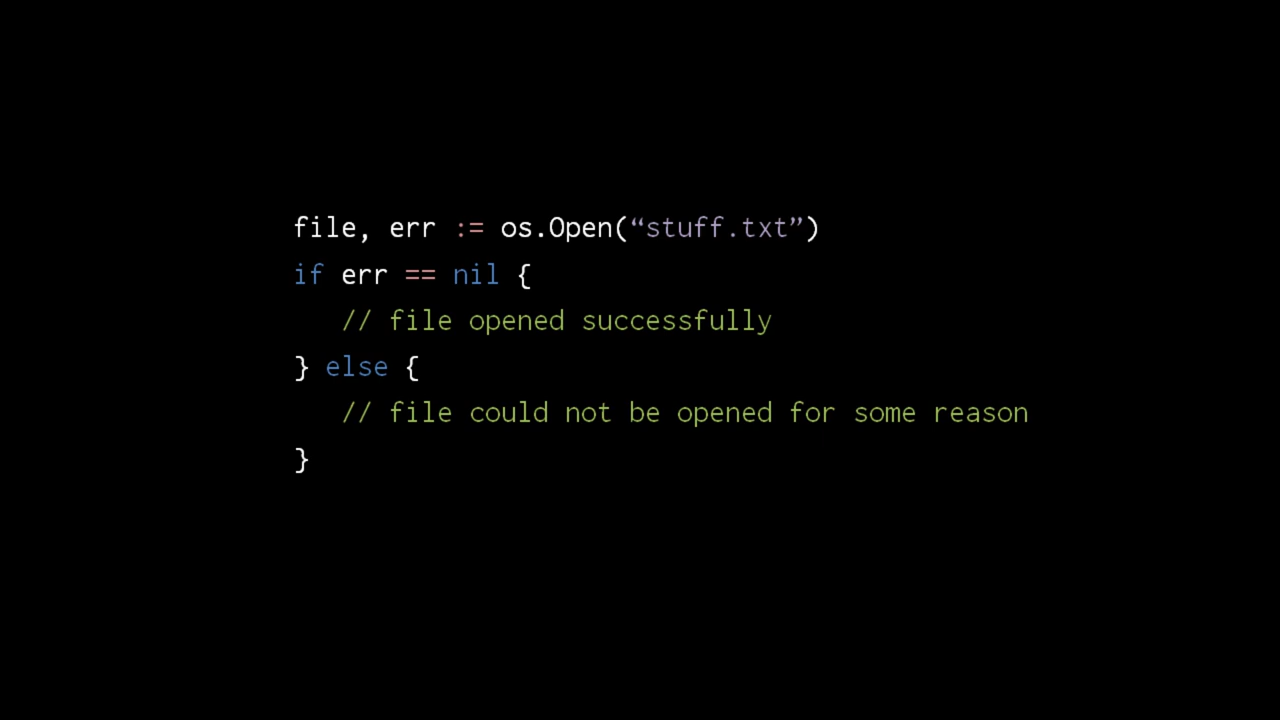 file, err := os.Open(“stuff.txt”)
if err == nil {
// file opened successfully
} else {
// file could not be opened for some reason
}